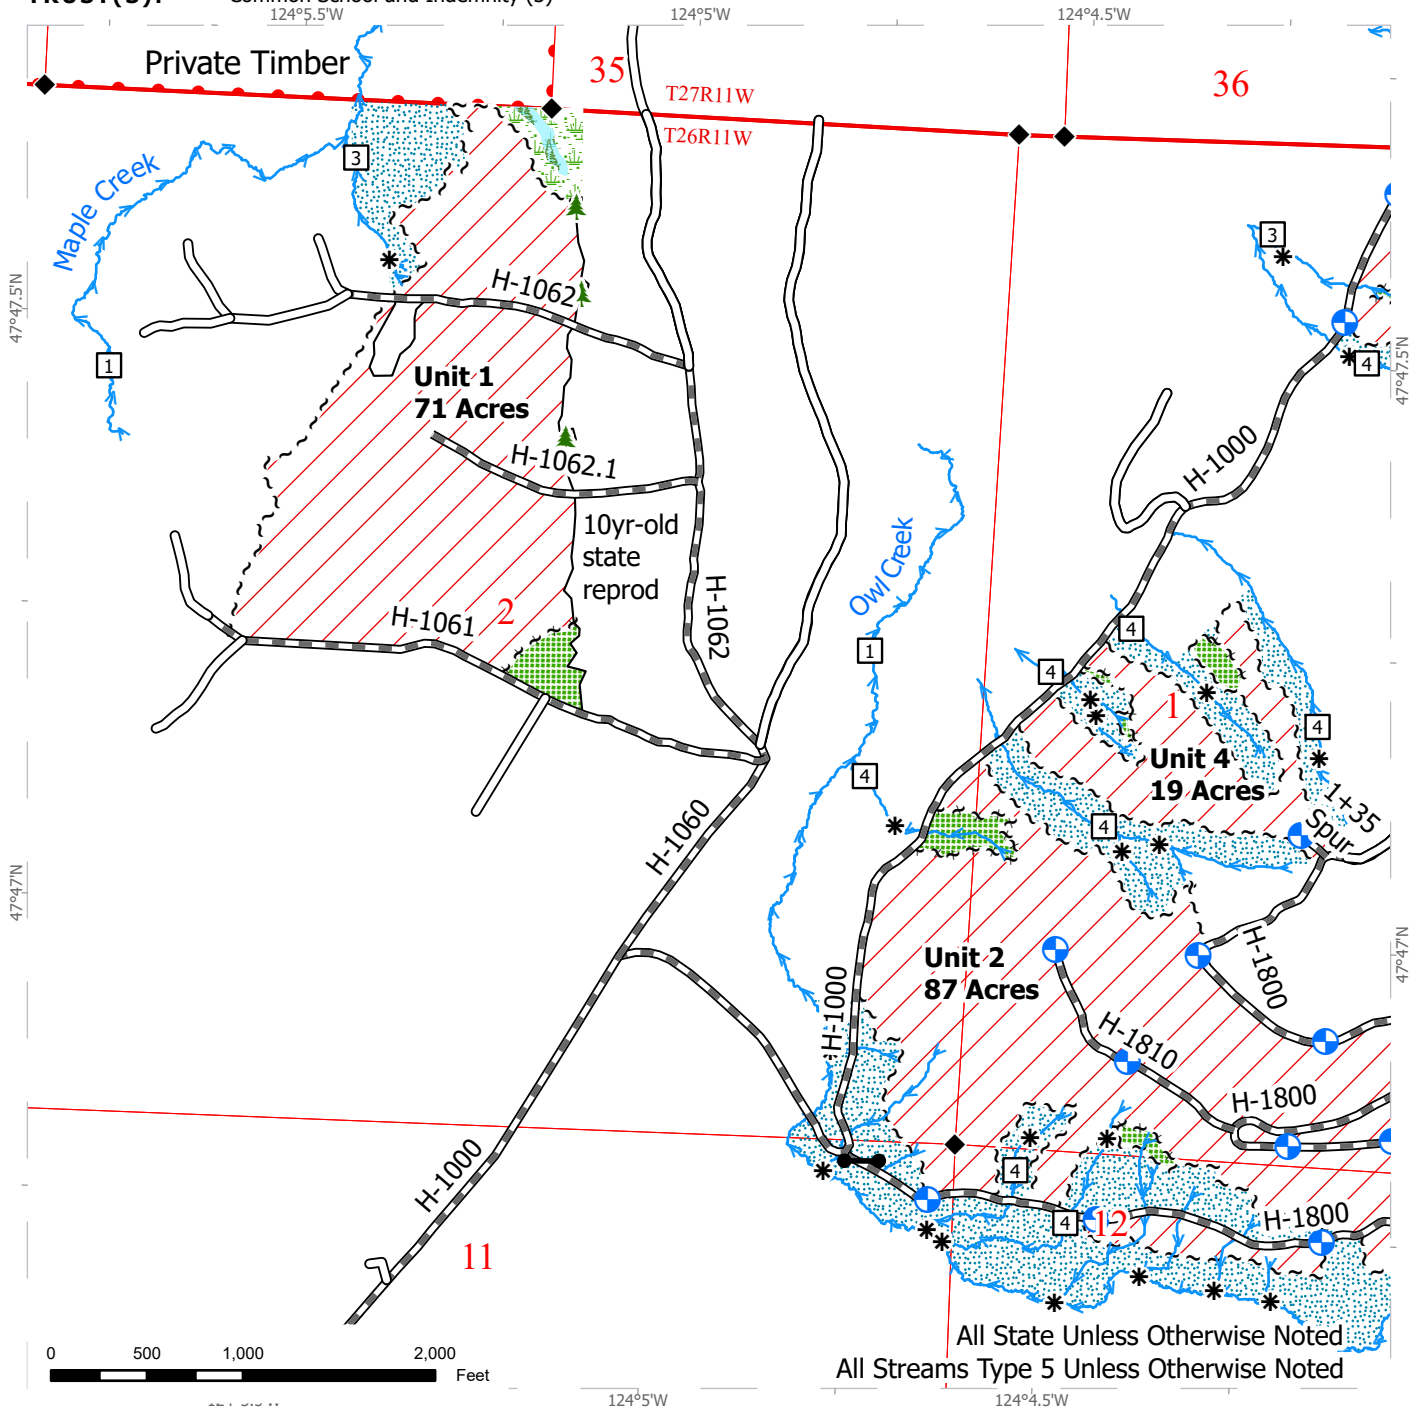 124°5.5'W
124°5'W
124°4.5'W
Private Timber
35
36
T27R11W
T26R11W
3
Maple Creek
3
47°47.5'N
H-1062
47°47.5'N
1
Unit 1
71 Acres
4
H-1000
H-1062.1
10yr-old
state
reprod
Owl Creek
2
H-1061
H-1062
1
4
4
1
4
Unit 4
19 Acres
4
1+35
Spur
4
H-1060
47°47'N
47°47'N
Unit 2
87 Acres
H-1800
H-1000
H-1810
H-1800
H-1000
4
4
12
H-1800
11
All State Unless Otherwise Noted
All Streams Type 5 Unless Otherwise Noted
0 500 1,000 2,000
Feet
124°5'W
124°4.5'W